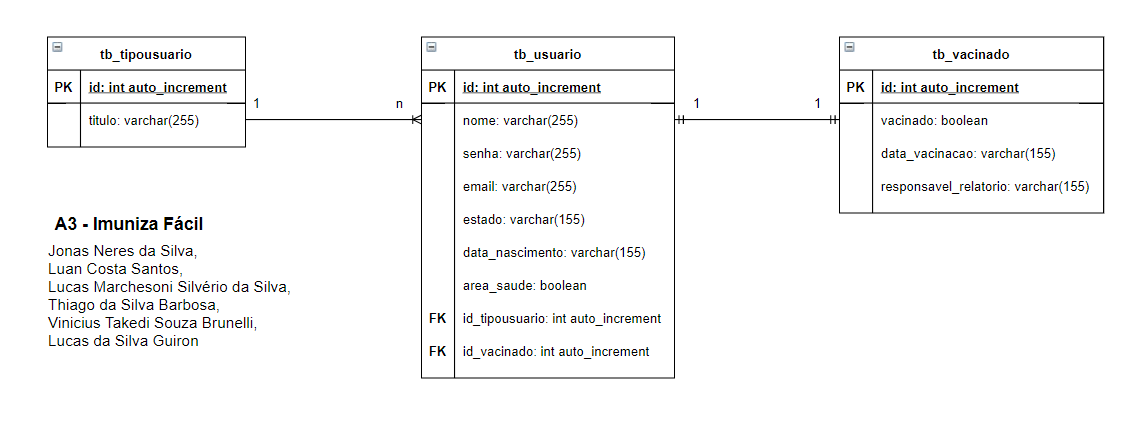 tb_tipousuario
PK id: int auto_increment
titulo: varchar(255)
1 n
tb_usuario
PK id: int auto_increment
nome: varchar(255)
senha: varchar(255)
email: varchar(255)
estado: varchar(155)
data_nascimento: varchar(155)
area_saude: boolean
FK id_tipousuario: int auto_increment
FK id_vacinado: int auto_increment
1 1
tb_vacinado
PK id: int auto_increment
vacinado: boolean
data_vacinacao: varchar(155)
responsavel_relatorio: varchar(155)
A3 - Imuniza Fácil
Jonas Neres da Silva,
Luan Costa Santos,
Lucas Marchesoni Silvério da Silva,
Thiago da Silva Barbosa,
Vinicius Takedi Souza Brunelli,
Lucas da Silva Guiron